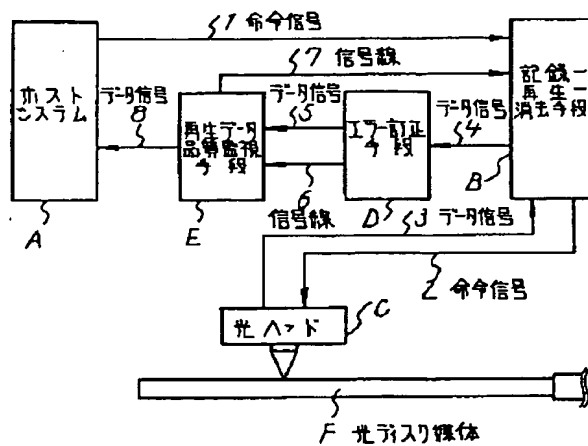 1 命令信号
7 信号線
ホスト
システム
データ信号
8
再生データ
品質監視
手段
データ信号
5
6
信号線
エラー訂正
手段
データ信号
4
記録ー
再生ー
消去手段
A
E
D
B
3 データ信号
2 命令信号
光ヘッド
C
F 光ディスク媒体